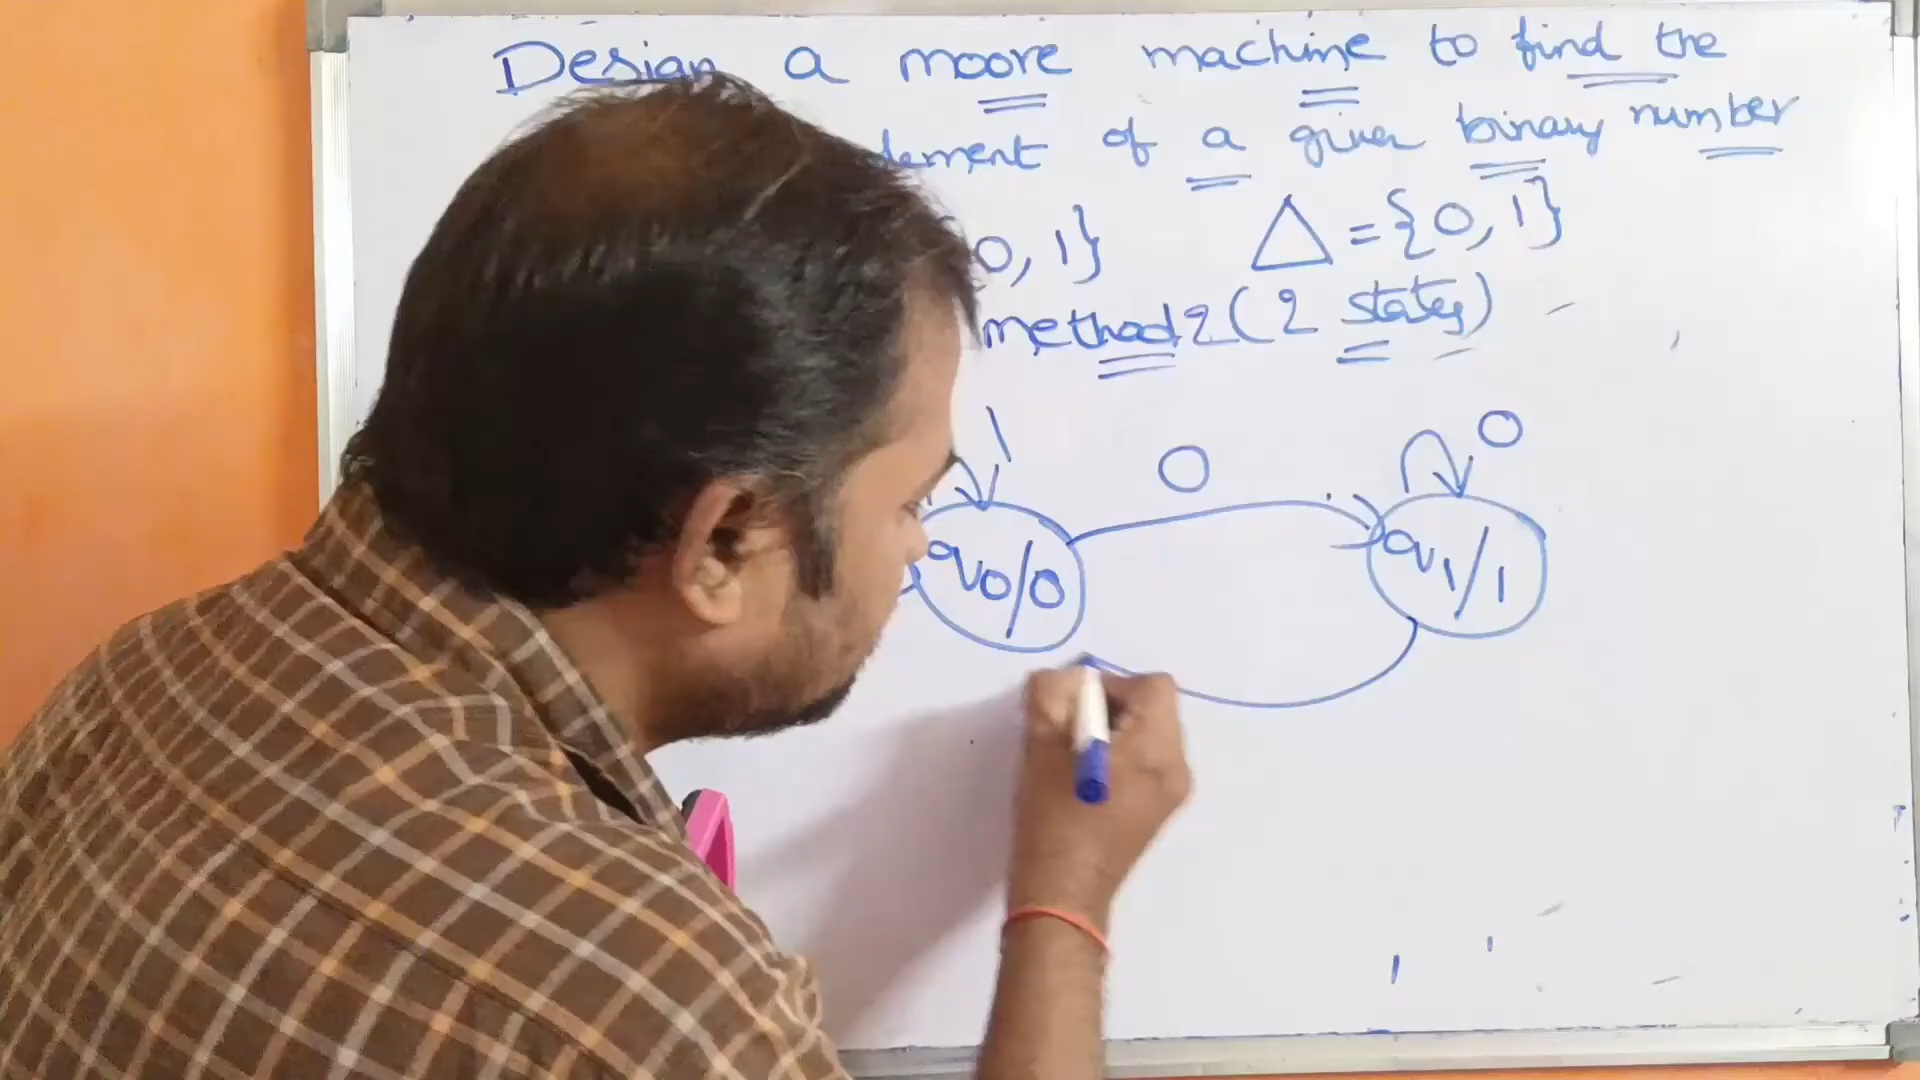 Design a moore machine to find the
of a given binary number
0, 1} Δ = {0, 1}
method 2 ( 2 states)
1 0 0
q0/0 q1/1